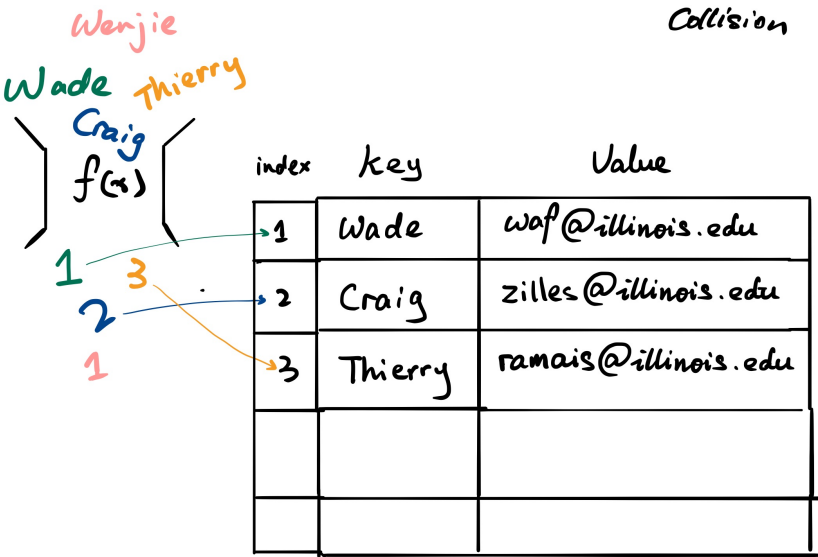 Wenjie
Collision
Wade Thierry
Craig
f(x)
index key Value
1 Wade waf@illinois.edu
2 Craig zilles@illinois.edu
3 Thierry ramais@illinois.edu
1 3
2
1